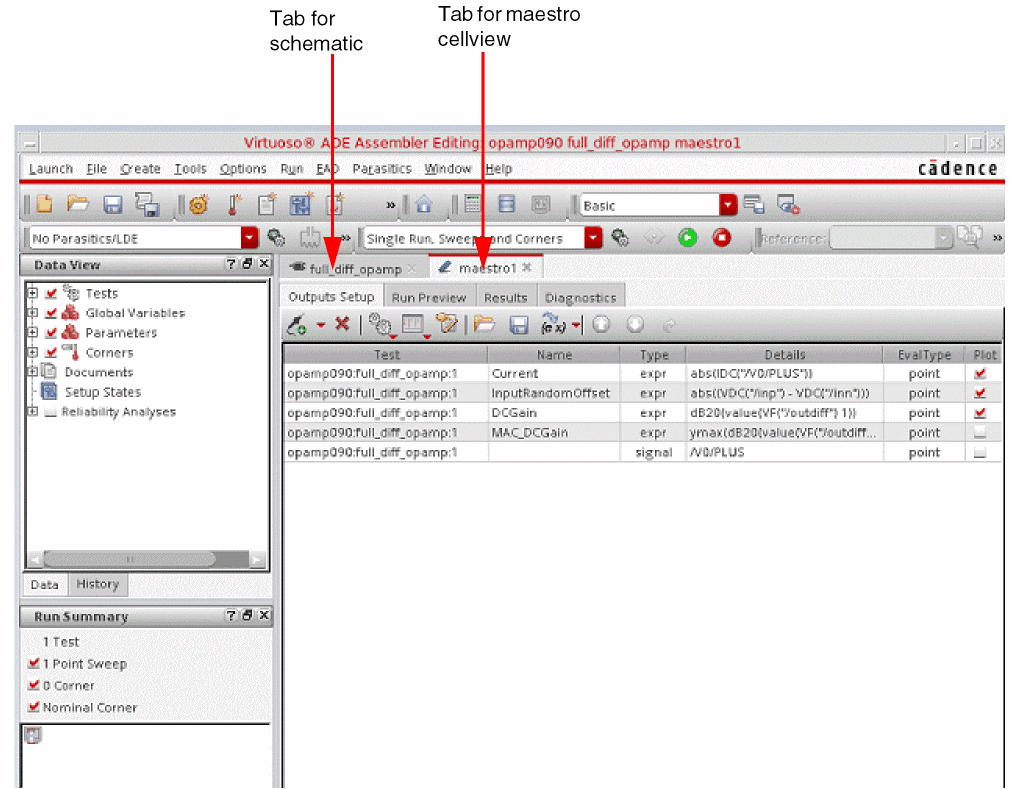 Tab for
schematic
Tab for maestro
cellview
Virtuoso® ADE Assembler Editing: opamp090 full_diff_opamp maestro1
Launch File Create Tools Options Run EAD Parasitics Window Help
cādence
» » Basic
No Parasitics/LDE » Single Run, Sweeps and Corners Reference: »
Data View ? full_diff_opamp maestro1
Outputs Setup Run Preview Results Diagnostics
Tests
Global Variables
Parameters
Corners
Documents
Setup States
Reliability Analyses
Test Name Type Details EvalType Plot
opamp090:full_diff_opamp:1 Current expr abs(IDC("/V0/PLUS")) point
opamp090:full_diff_opamp:1 InputRandomOffset expr abs((VDC("/inp") - VDC("/inn"))) point
opamp090:full_diff_opamp:1 DCGain expr dB20(value(VF("/outdiff") 1)) point
opamp090:full_diff_opamp:1 MAC_DCGain expr ymax(dB20(value(VF("/outdiff... point
opamp090:full_diff_opamp:1 signal /V0/PLUS point
Data History
Run Summary ?
1 Test
1 Point Sweep
0 Corner
Nominal Corner